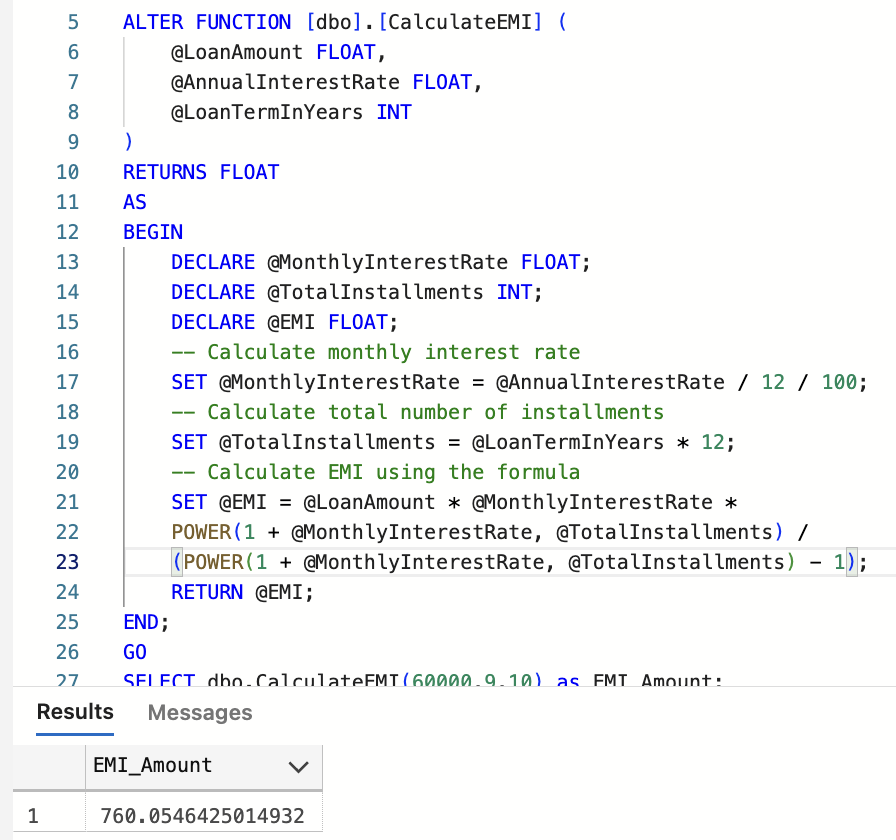 5 ALTER FUNCTION [dbo].[CalculateEMI] (
6 @LoanAmount FLOAT,
7 @AnnualInterestRate FLOAT,
8 @LoanTermInYears INT
9 )
10 RETURNS FLOAT
11 AS
12 BEGIN
13 DECLARE @MonthlyInterestRate FLOAT;
14 DECLARE @TotalInstallments INT;
15 DECLARE @EMI FLOAT;
16 -- Calculate monthly interest rate
17 SET @MonthlyInterestRate = @AnnualInterestRate / 12 / 100;
18 -- Calculate total number of installments
19 SET @TotalInstallments = @LoanTermInYears * 12;
20 -- Calculate EMI using the formula
21 SET @EMI = @LoanAmount * @MonthlyInterestRate *
22 POWER(1 + @MonthlyInterestRate, @TotalInstallments) /
23 (POWER(1 + @MonthlyInterestRate, @TotalInstallments) - 1);
24 RETURN @EMI;
25 END;
26 GO
27 SELECT dbo.CalculateEMI(60000,9,10) as EMI_Amount;
Results Messages
EMI_Amount
1 760.0546425014932